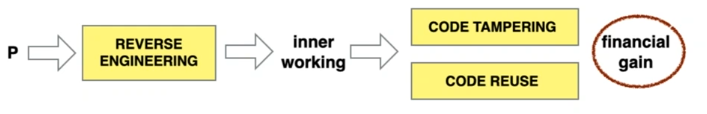 P
REVERSE
ENGINEERING
inner
working
CODE TAMPERING
CODE REUSE
financial
gain